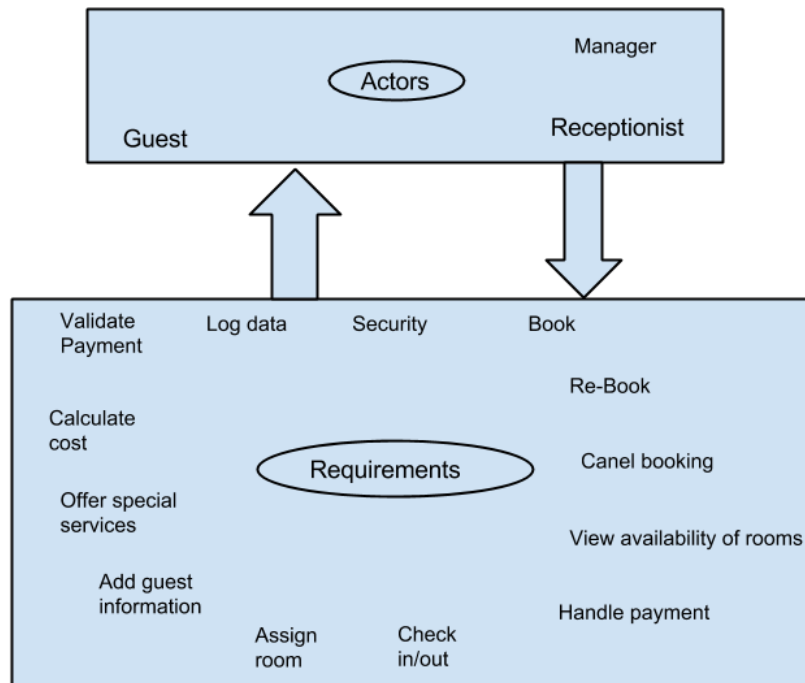 Manager
Actors
Guest
Receptionist
Validate
Payment
Log data
Security
Book
Re-Book
Calculate
cost
Requirements
Canel booking
Offer special
services
View availability of rooms
Add guest
information
Handle payment
Assign
room
Check
in/out